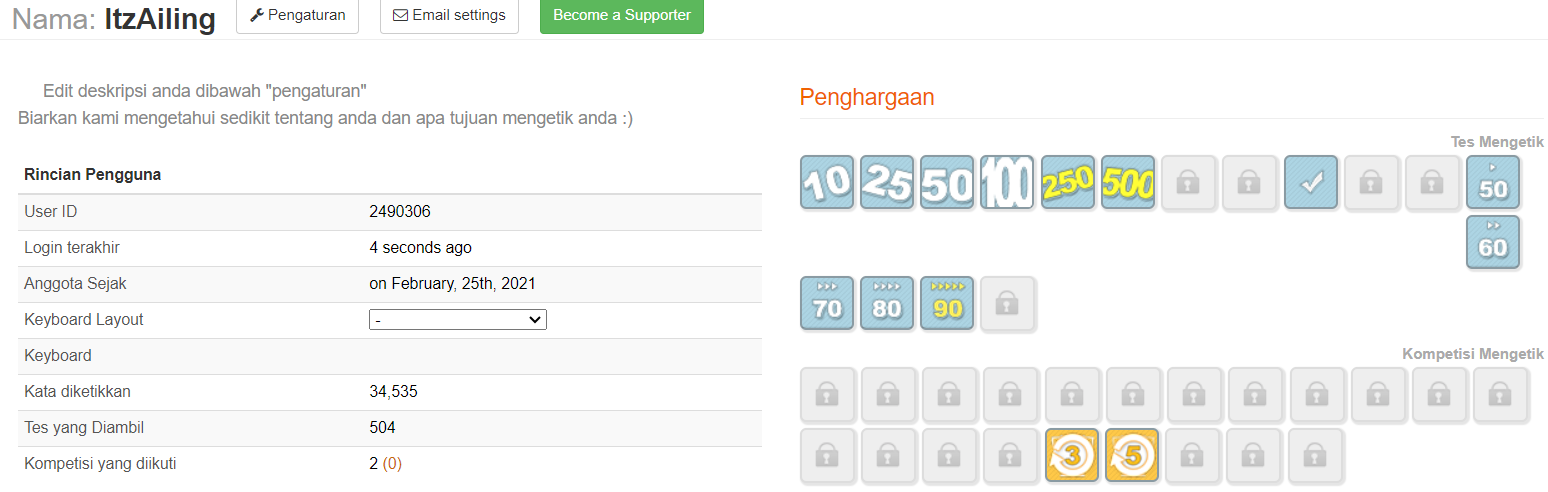 Nama: ItzAiling
Pengaturan
Email settings
Become a Supporter
Edit deskripsi anda dibawah "pengaturan"
Biarkan kami mengetahui sedikit tentang anda dan apa tujuan mengetik anda :)
Rincian Pengguna
User ID 2490306
Login terakhir 4 seconds ago
Anggota Sejak on February, 25th, 2021
Keyboard Layout -
Keyboard
Kata diketikkan 34,535
Tes yang Diambil 504
Kompetisi yang diikuti 2 (0)
Penghargaan
Tes Mengetik
10 25 50 100 250 500 50
60
70 80 90
Kompetisi Mengetik
3 5